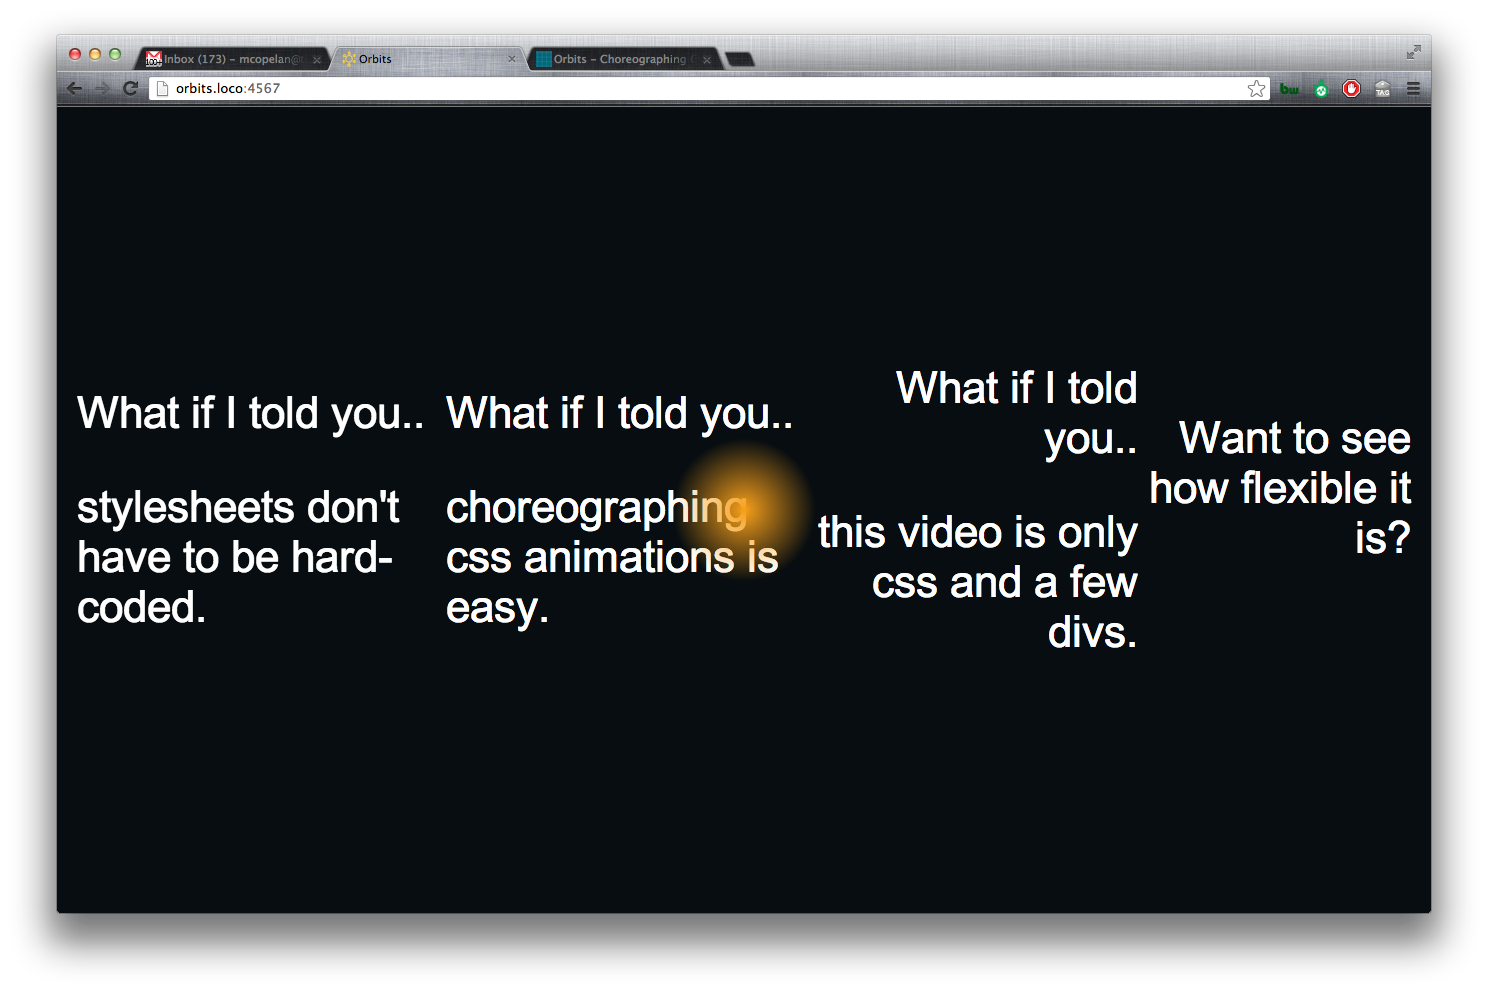 Inbox (173) – mcopelan@
Orbits
Orbits – Choreographing
orbits.loco:4567
bw
TAG
What if I told you..
stylesheets don't
have to be hard-
coded.
What if I told you..
choreographing
css animations is
easy.
What if I told
you..
this video is only
css and a few
divs.
Want to see
how flexible it
is?